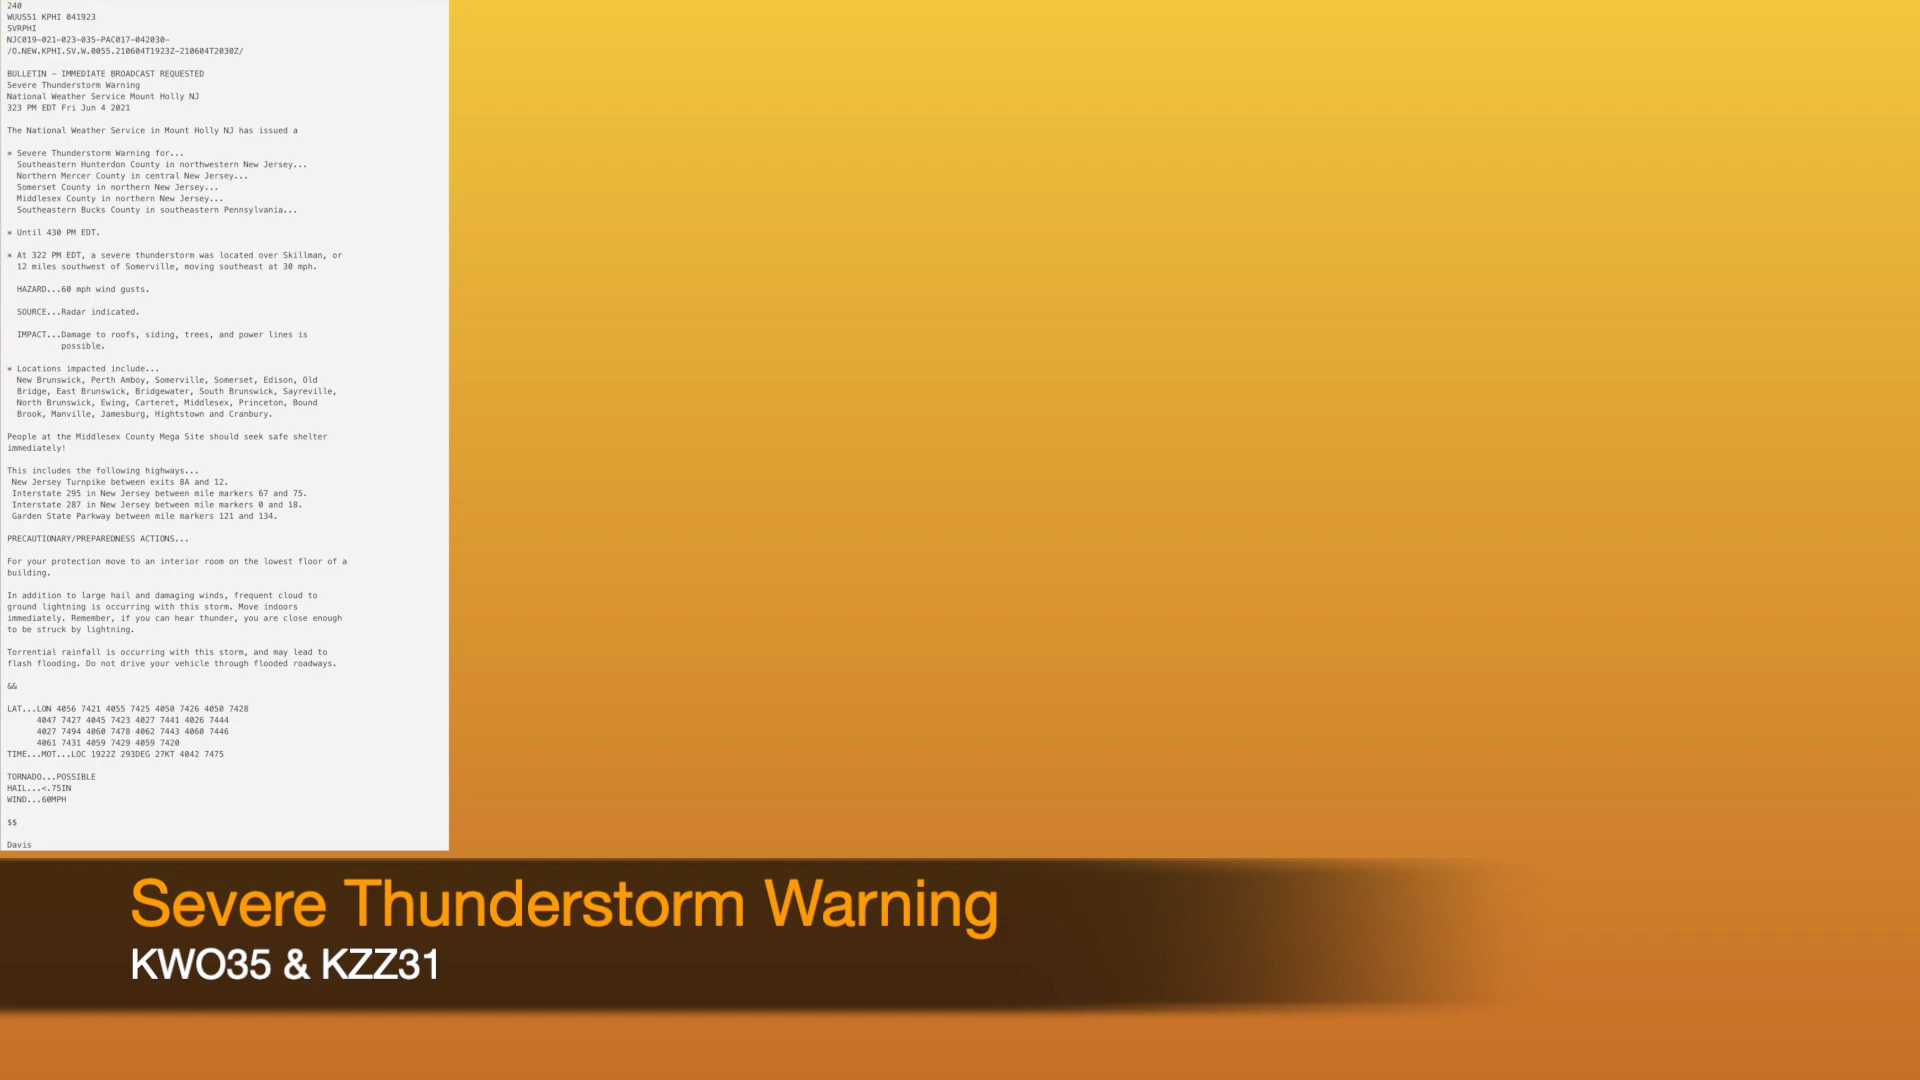 240
WUUS51 KPHI 041923
SVRPHI
NJC019-021-023-035-PAC017-042030-
/O.NEW.KPHI.SV.W.0055.210604T1923Z-210604T2030Z/
BULLETIN - IMMEDIATE BROADCAST REQUESTED
Severe Thunderstorm Warning
National Weather Service Mount Holly NJ
323 PM EDT Fri Jun 4 2021
The National Weather Service in Mount Holly NJ has issued a
* Severe Thunderstorm Warning for...
Southeastern Hunterdon County in northwestern New Jersey...
Northern Mercer County in central New Jersey...
Somerset County in northern New Jersey...
Middlesex County in northern New Jersey...
Southeastern Bucks County in southeastern Pennsylvania...
* Until 430 PM EDT.
* At 322 PM EDT, a severe thunderstorm was located over Skillman, or
12 miles southwest of Somerville, moving southeast at 30 mph.
HAZARD...60 mph wind gusts.
SOURCE...Radar indicated.
IMPACT...Damage to roofs, siding, trees, and power lines is
possible.
* Locations impacted include...
New Brunswick, Perth Amboy, Somerville, Somerset, Edison, Old
Bridge, East Brunswick, Bridgewater, South Brunswick, Sayreville,
North Brunswick, Ewing, Carteret, Middlesex, Princeton, Bound
Brook, Manville, Jamesburg, Hightstown and Cranbury.
People at the Middlesex County Mega Site should seek safe shelter
immediately!
This includes the following highways...
New Jersey Turnpike between exits 8A and 12.
Interstate 295 in New Jersey between mile markers 67 and 75.
Interstate 287 in New Jersey between mile markers 0 and 18.
Garden State Parkway between mile markers 121 and 134.
PRECAUTIONARY/PREPAREDNESS ACTIONS...
For your protection move to an interior room on the lowest floor of a
building.
In addition to large hail and damaging winds, frequent cloud to
ground lightning is occurring with this storm. Move indoors
immediately. Remember, if you can hear thunder, you are close enough
to be struck by lightning.
Torrential rainfall is occurring with this storm, and may lead to
flash flooding. Do not drive your vehicle through flooded roadways.
&&
LAT...LON 4056 7421 4055 7425 4050 7426 4050 7428
4047 7427 4045 7423 4027 7441 4026 7444
4027 7494 4060 7478 4062 7443 4060 7446
4061 7431 4059 7429 4059 7420
TIME...MOT...LOC 1922Z 293DEG 27KT 4042 7475
TORNADO...POSSIBLE
HAIL...<.75IN
WIND...60MPH
$$
Davis
Severe Thunderstorm Warning
KWO35 & KZZ31